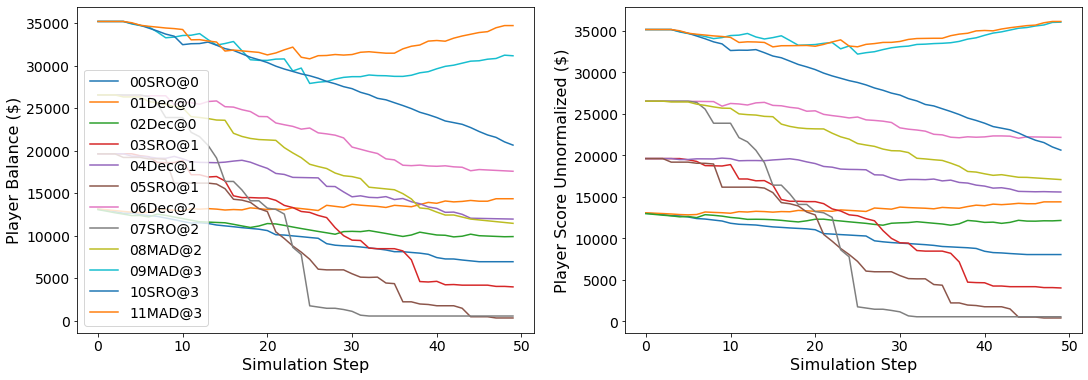 35000
30000
25000
20000
15000
10000
5000
0
Player Balance ($)
00SRO@0
01Dec@0
02Dec@0
03SRO@1
04Dec@1
05SRO@1
06Dec@2
07SRO@2
08MAD@2
09MAD@3
10SRO@3
11MAD@3
0 10 20 30 40 50
Simulation Step
35000
30000
25000
20000
15000
10000
5000
0
Player Score Unnormalized ($)
0 10 20 30 40 50
Simulation Step